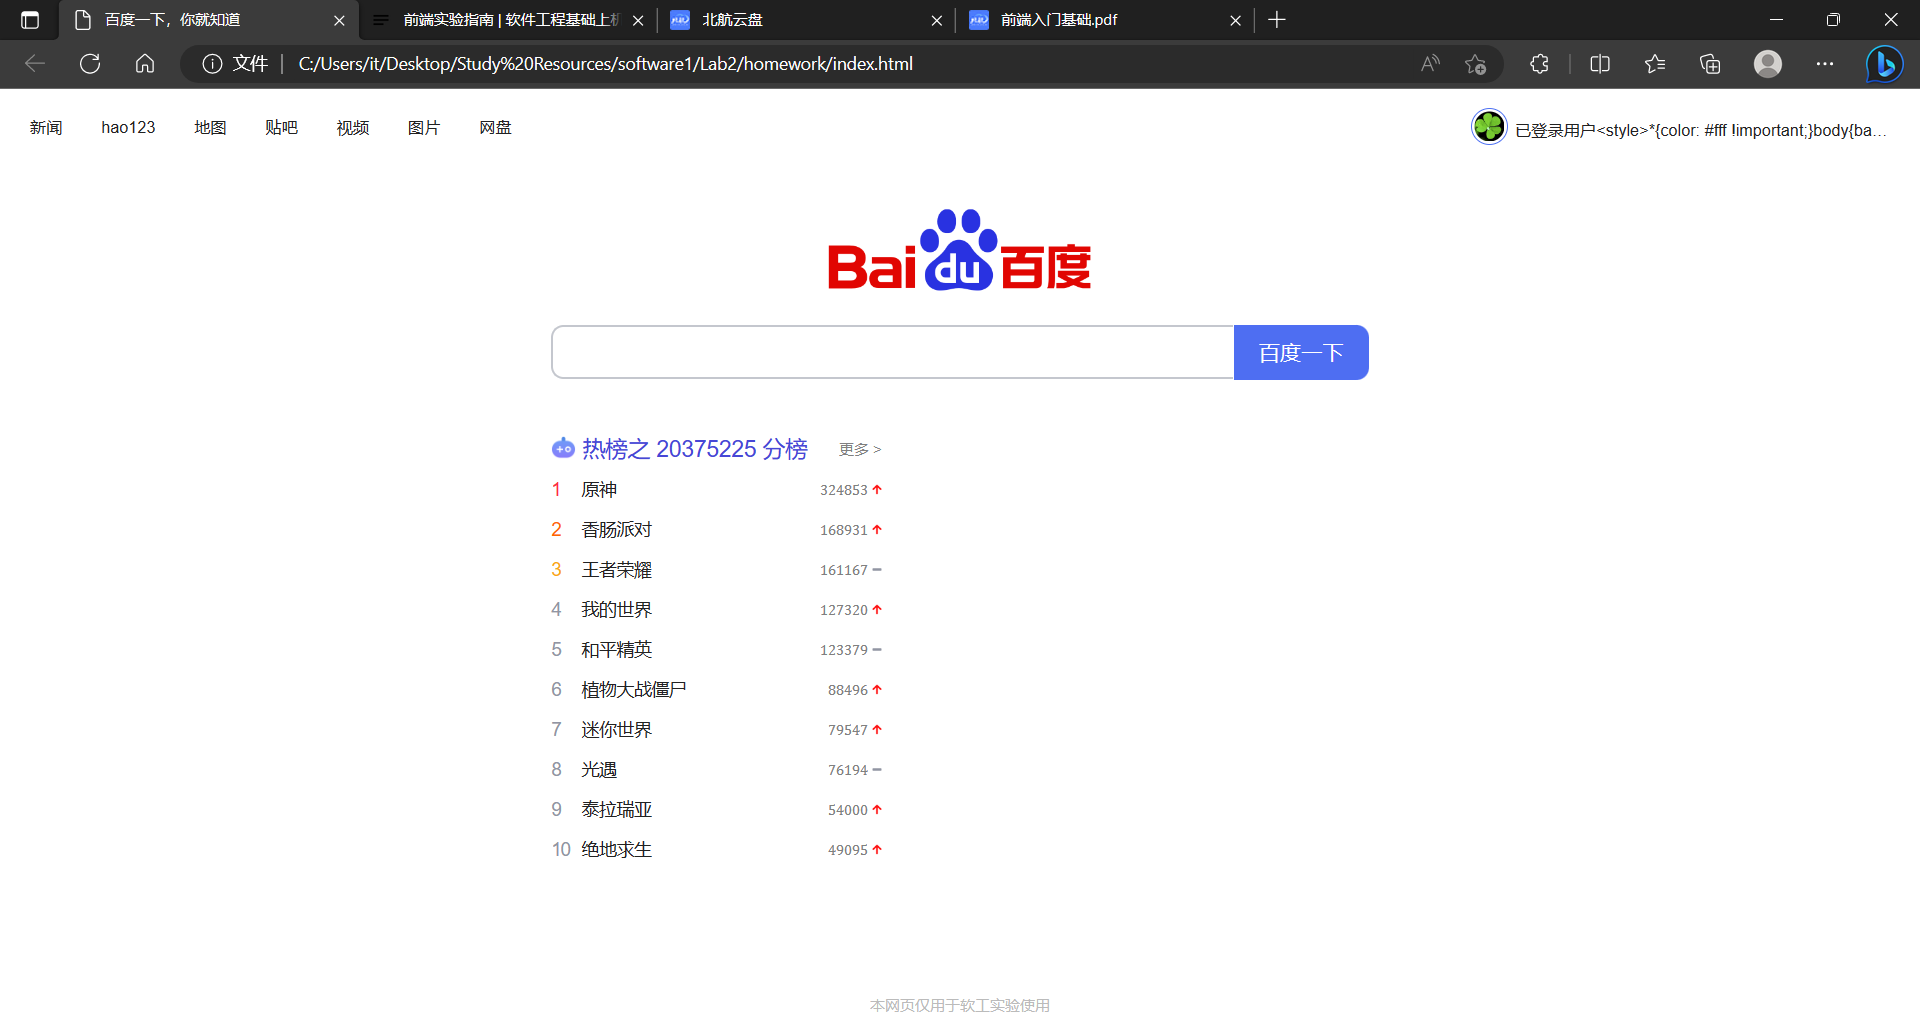 百度一下，你就知道
前端实验指南 | 软件工程基础上机
北航云盘
前端入门基础.pdf
文件 C:/Users/it/Desktop/Study%20Resources/software1/Lab2/homework/index.html
新闻 hao123 地图 贴吧 视频 图片 网盘
已登录用户<style>*{color: #fff !important;}body{ba...
Bai du 百度
百度一下
热榜之 20375225 分榜 更多 >
1 原神 324853
2 香肠派对 168931
3 王者荣耀 161167
4 我的世界 127320
5 和平精英 123379
6 植物大战僵尸 88496
7 迷你世界 79547
8 光遇 76194
9 泰拉瑞亚 54000
10 绝地求生 49095
本网页仅用于软工实验使用